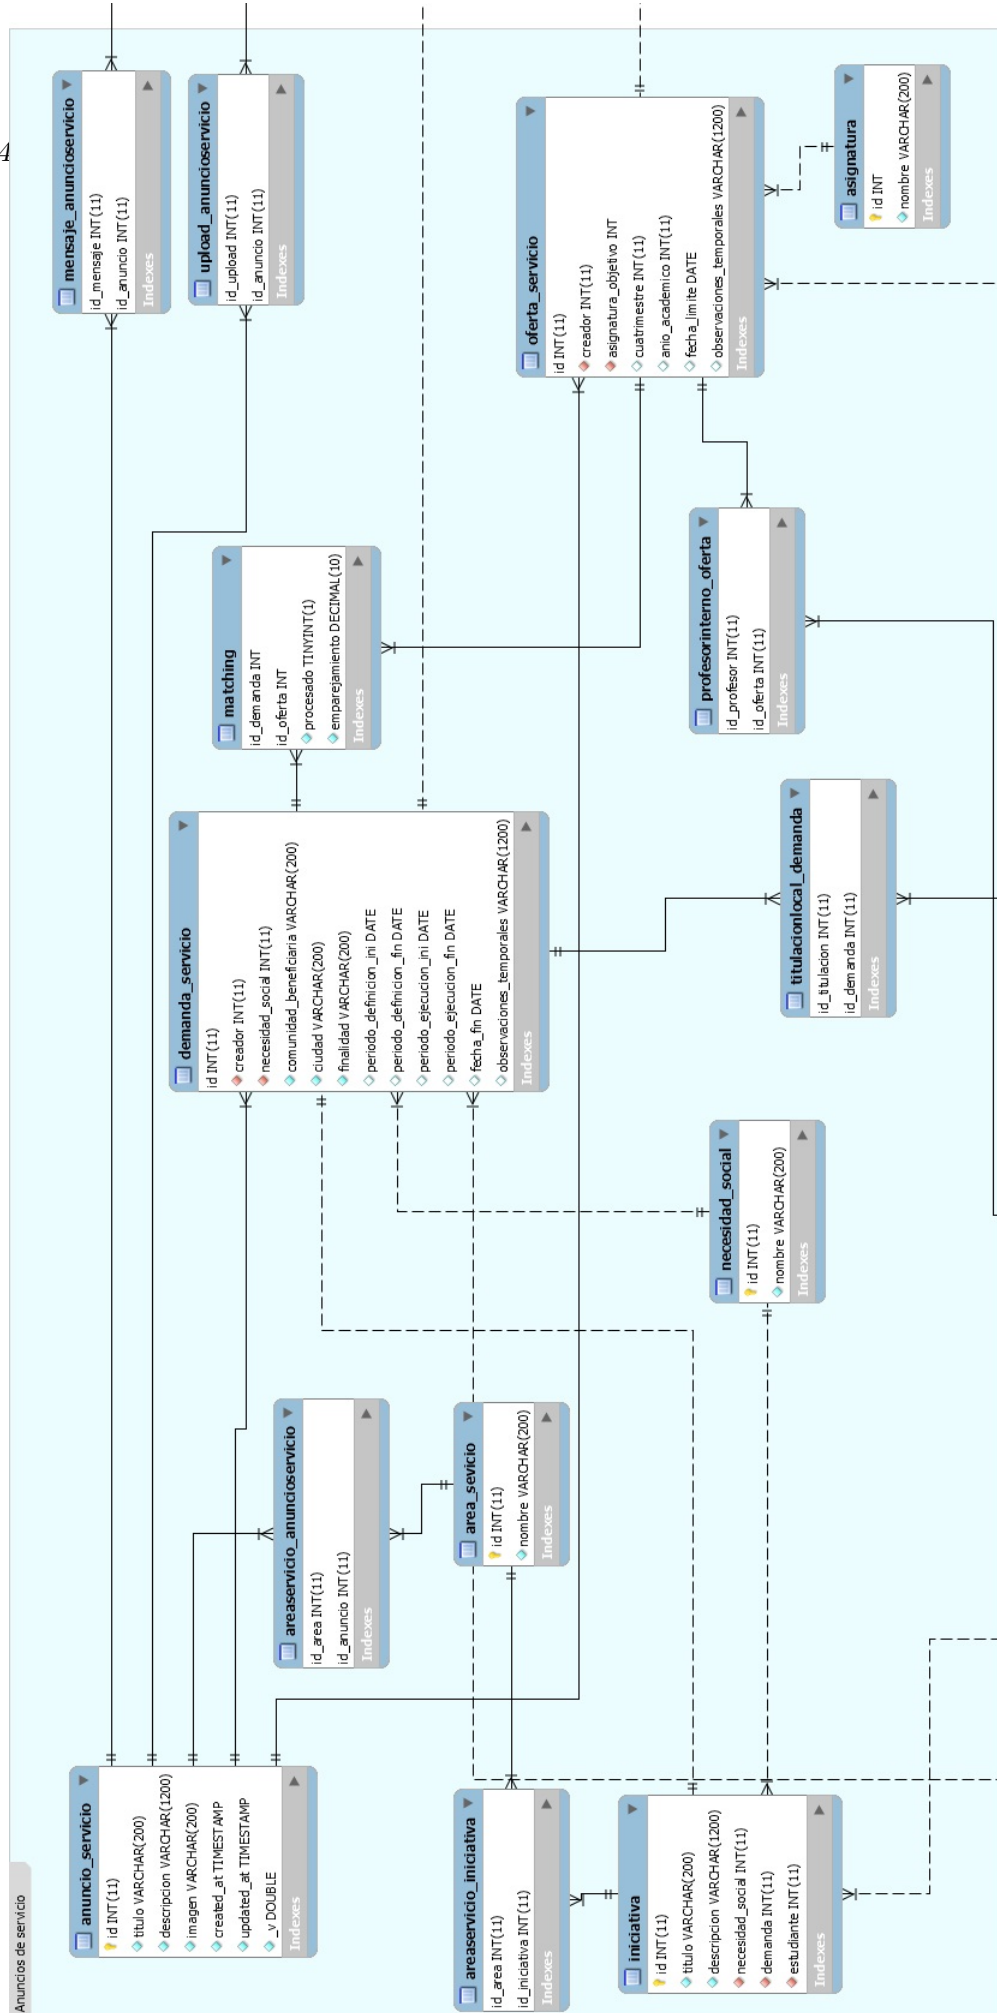 4
Anuncios de servicio
anuncio_servicio
id INT(11)
titulo VARCHAR(200)
descripcion VARCHAR(1200)
imagen VARCHAR(200)
created_at TIMESTAMP
updated_at TIMESTAMP
_v DOUBLE
Indexes
areaservicio_anuncioservicio
id_area INT(11)
id_anuncio INT(11)
Indexes
demanda_servicio
id INT(11)
creador INT(11)
necesidad_social INT(11)
comunidad_beneficiaria VARCHAR(200)
ciudad VARCHAR(200)
finalidad VARCHAR(200)
periodo_definicion_ini DATE
periodo_definicion_fin DATE
periodo_ejecucion_ini DATE
periodo_ejecucion_fin DATE
fecha_fin DATE
observaciones_temporales VARCHAR(1200)
Indexes
matching
id_demanda INT
id_oferta INT
procesado TINYINT(1)
emparejamiento DECIMAL(10)
Indexes
mensaje_anuncioservicio
id_mensaje INT(11)
id_anuncio INT(11)
Indexes
upload_anuncioservicio
id_upload INT(11)
id_anuncio INT(11)
Indexes
areaservicio_iniciativa
id_area INT(11)
id_iniciativa INT(11)
Indexes
area_sevicio
id INT(11)
nombre VARCHAR(200)
Indexes
iniciativa
id INT(11)
titulo VARCHAR(200)
descripcion VARCHAR(1200)
necesidad_social INT(11)
demanda INT(11)
estudiante INT(11)
Indexes
necesidad_social
id INT(11)
nombre VARCHAR(200)
Indexes
titulacionlocal_demanda
id_titulacion INT(11)
id_demanda INT(11)
Indexes
profesorinterno_oferta
id_profesor INT(11)
id_oferta INT(11)
Indexes
oferta_servicio
id INT(11)
creador INT(11)
asignatura_objetivo INT
cuatrimestre INT(11)
anio_academico INT(11)
fecha_limite DATE
observaciones_temporales VARCHAR(1200)
Indexes
asignatura
id INT
nombre VARCHAR(200)
Indexes